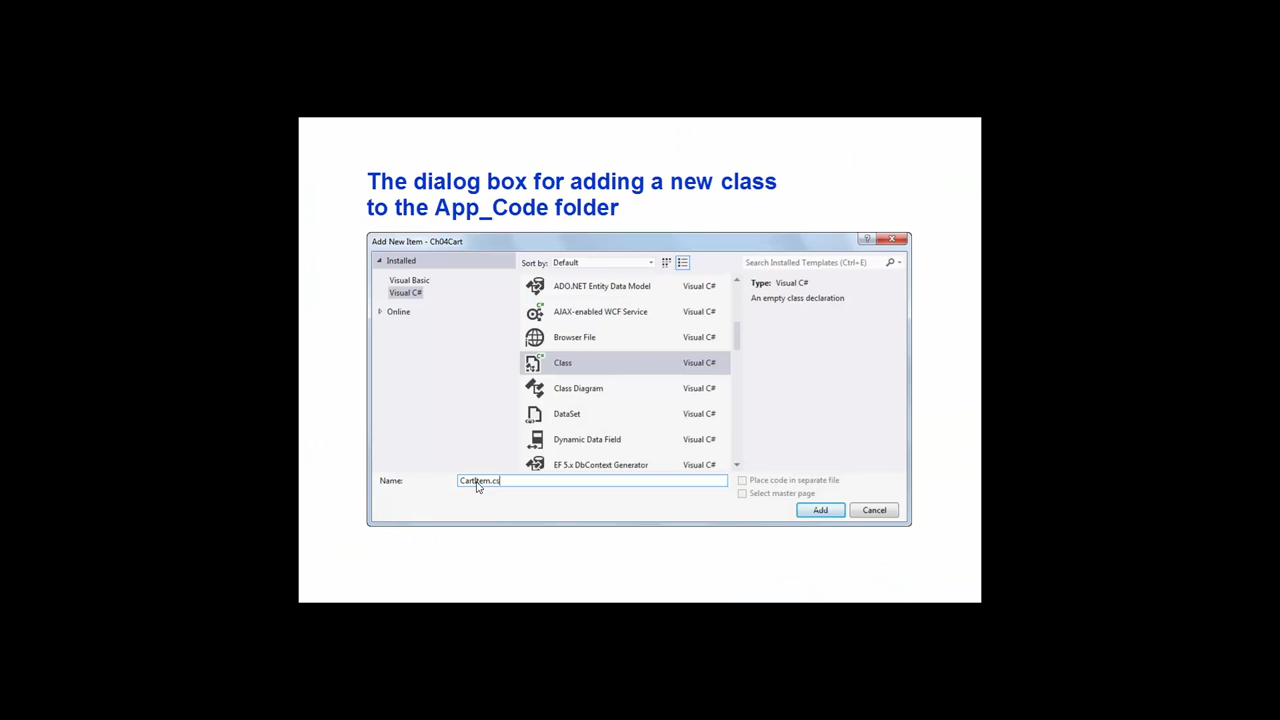 The dialog box for adding a new class
to the App_Code folder
Add New Item - Ch04Cart
Installed
Visual Basic
Visual C#
Online
Sort by: Default
Search Installed Templates (Ctrl+E)
ADO.NET Entity Data Model Visual C#
AJAX-enabled WCF Service Visual C#
Browser File Visual C#
Class Visual C#
Class Diagram Visual C#
DataSet Visual C#
Dynamic Data Field Visual C#
EF 5.x DbContext Generator Visual C#
Type: Visual C#
An empty class declaration
Name: CartItem.cs
Place code in separate file
Select master page
Add Cancel